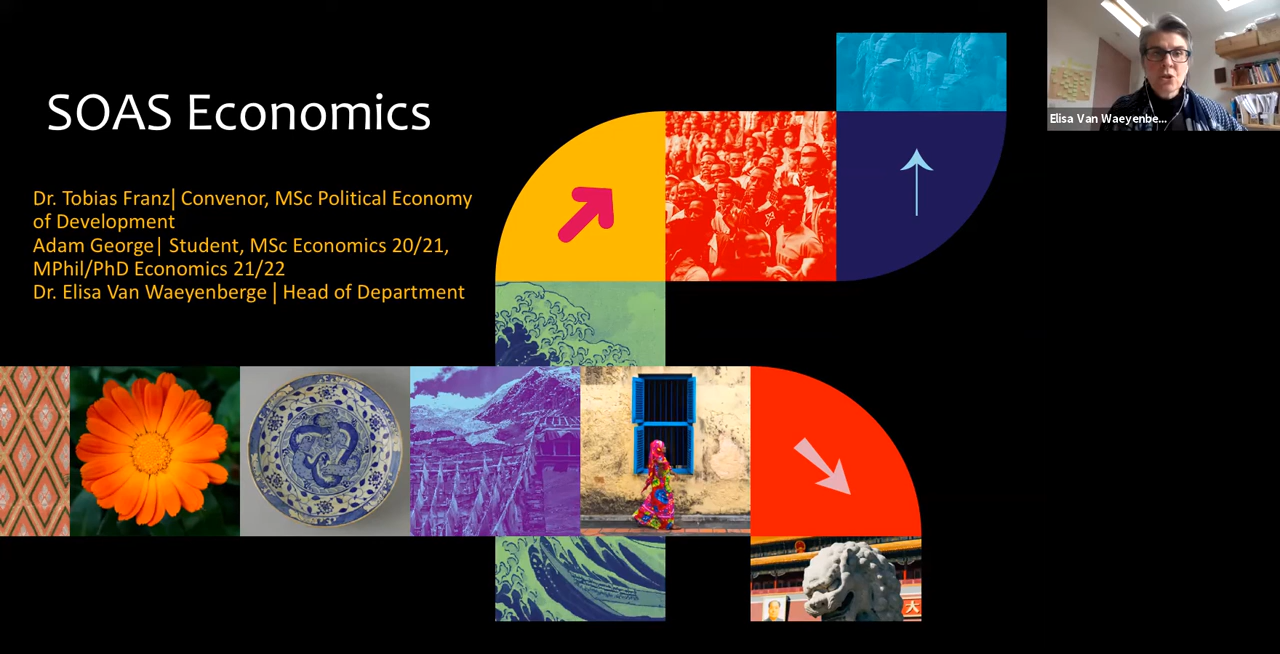 SOAS Economics
Dr. Tobias Franz| Convenor, MSc Political Economy
of Development
Adam George| Student, MSc Economics 20/21,
MPhil/PhD Economics 21/22
Dr. Elisa Van Waeyenberge | Head of Department
Elisa Van Waeyenbe...
大